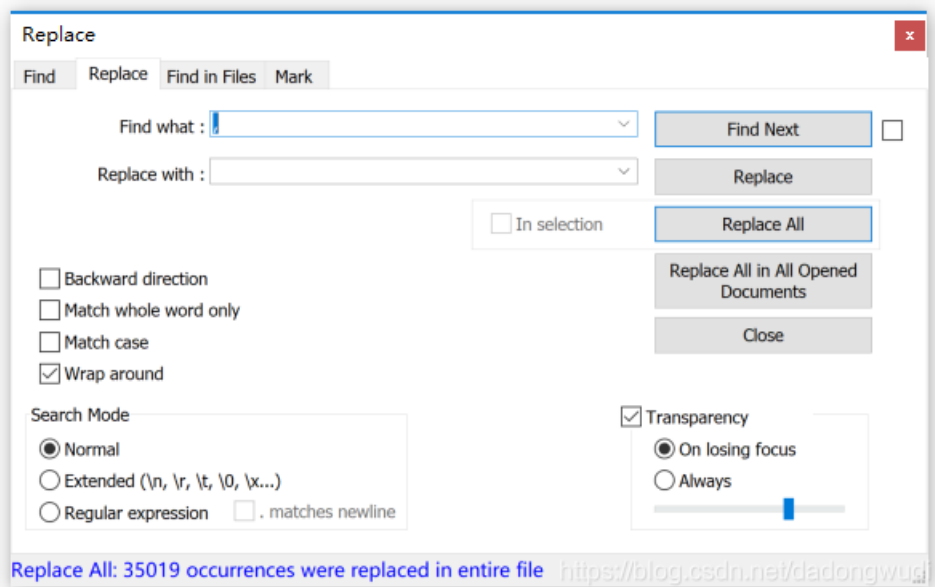 Replace
x
Find Replace Find in Files Mark
Find what : , Find Next
Replace with : Replace
In selection Replace All
Replace All in All Opened
Documents
Close
Backward direction
Match whole word only
Match case
Wrap around
Search Mode
Normal
Extended (\n, \r, \t, \0, \x...)
Regular expression . matches newline
Transparency
On losing focus
Always
Replace All: 35019 occurrences were replaced in entire file
https://blog.csdn.net/dadongwudi